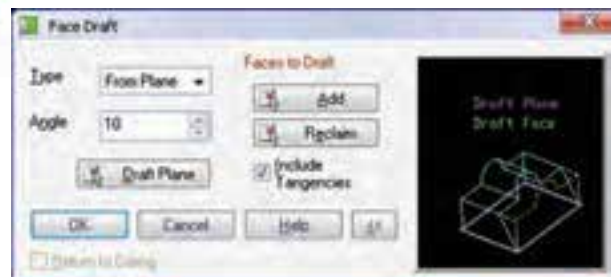 Face Draft
Type From Plane
Angle 10
Draft Plane
Faces to Draft
Add
Reclaim
Include
Tangencies
OK Cancel Help
Return to Dialog
Draft Plane
Draft Face